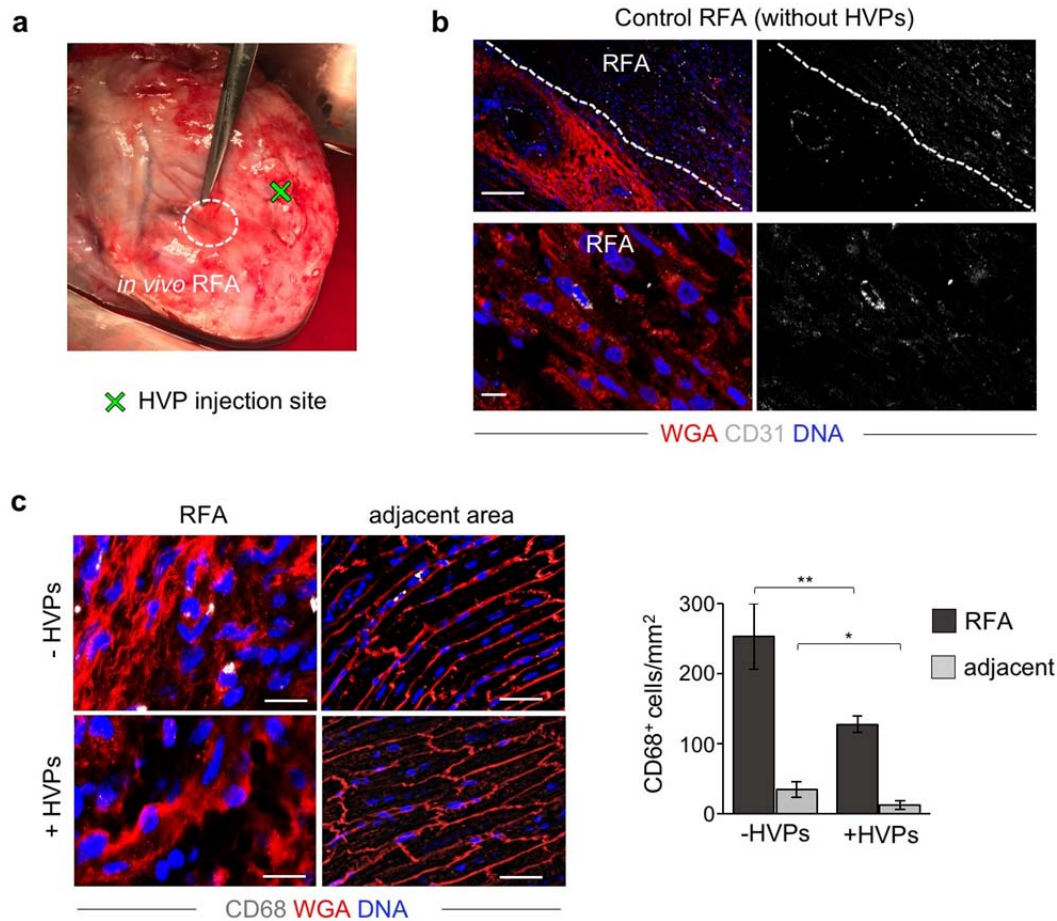 a
in vivo RFA
HVP injection site
b
Control RFA (without HVPs)
RFA
RFA
WGA CD31 DNA
c
RFA adjacent area
- HVPs
+ HVPs
CD68 WGA DNA
CD68⁺ cells/mm²
300
200
100
0
-HVPs +HVPs
**
*
RFA
adjacent